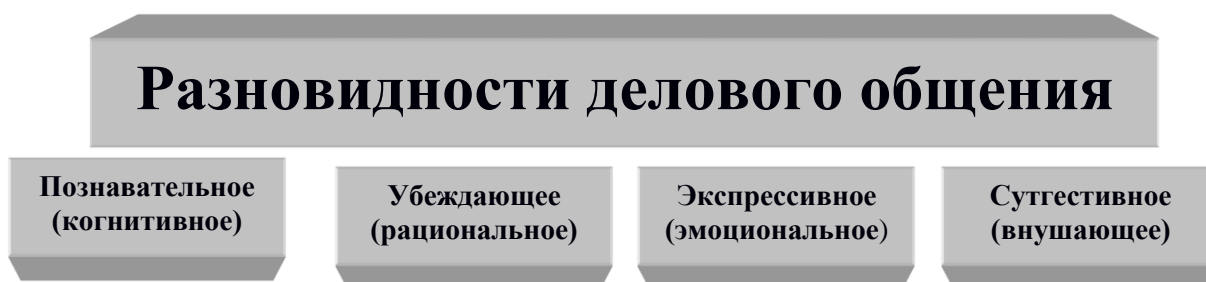 Разновидности делового общения
Познавательное
(когнитивное)
Убеждающее
(рациональное)
Экспрессивное
(эмоциональное)
Сутгестивное
(внушающее)